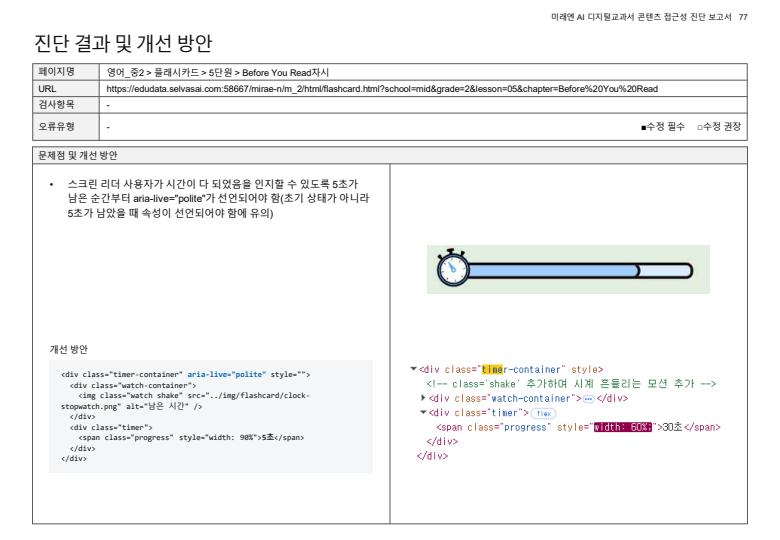 미래엔 AI 디지털교과서 콘텐츠 접근성 진단 보고서 77
진단 결과 및 개선 방안
페이지명 영어_중2 > 플래시카드 > 5단원 > Before You Read차시
URL https://edudata.selvasai.com:58667/mirae-n/m_2/html/flashcard.html?school=mid&grade=2&lesson=05&chapter=Before%20You%20Read
검사항목 -
오류유형 - ■수정 필수 □수정 권장
문제점 및 개선 방안
• 스크린 리더 사용자가 시간이 다 되었음을 인지할 수 있도록 5초가
남은 순간부터 aria-live="polite"가 선언되어야 함(초기 상태가 아니라
5초가 남았을 때 속성이 선언되어야 함에 유의)
개선 방안
<div class="timer-container" aria-live="polite" style="">
<div class="watch-container">
<img class="watch shake" src="../img/flashcard/clock-
stopwatch.png" alt="남은 시간" />
</div>
<div class="timer">
<span class="progress" style="width: 90%">5초</span>
</div>
</div>
▼<div class="timer-container" style>
<!-- class='shake' 추가하여 시계 흔들리는 모션 추가 -->
▶<div class="watch-container">⋯</div>
▼<div class="timer"> flex
<span class="progress" style="width: 60%;">30초</span>
</div>
</div>